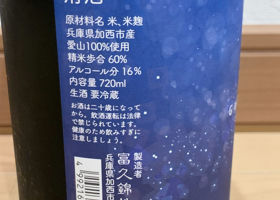 清酒
原材料名 米、米麹
兵庫県加西市産
愛山100%使用
精米歩合 60%
アルコール分 16%
内容量 720ml
生酒 要冷蔵
お酒は二十歳になって
から。飲酒運転は法律
で禁じられています。
健康のため飲みすぎに
注意しましょう。
製造者
富久錦
兵庫県加西市
4 99216